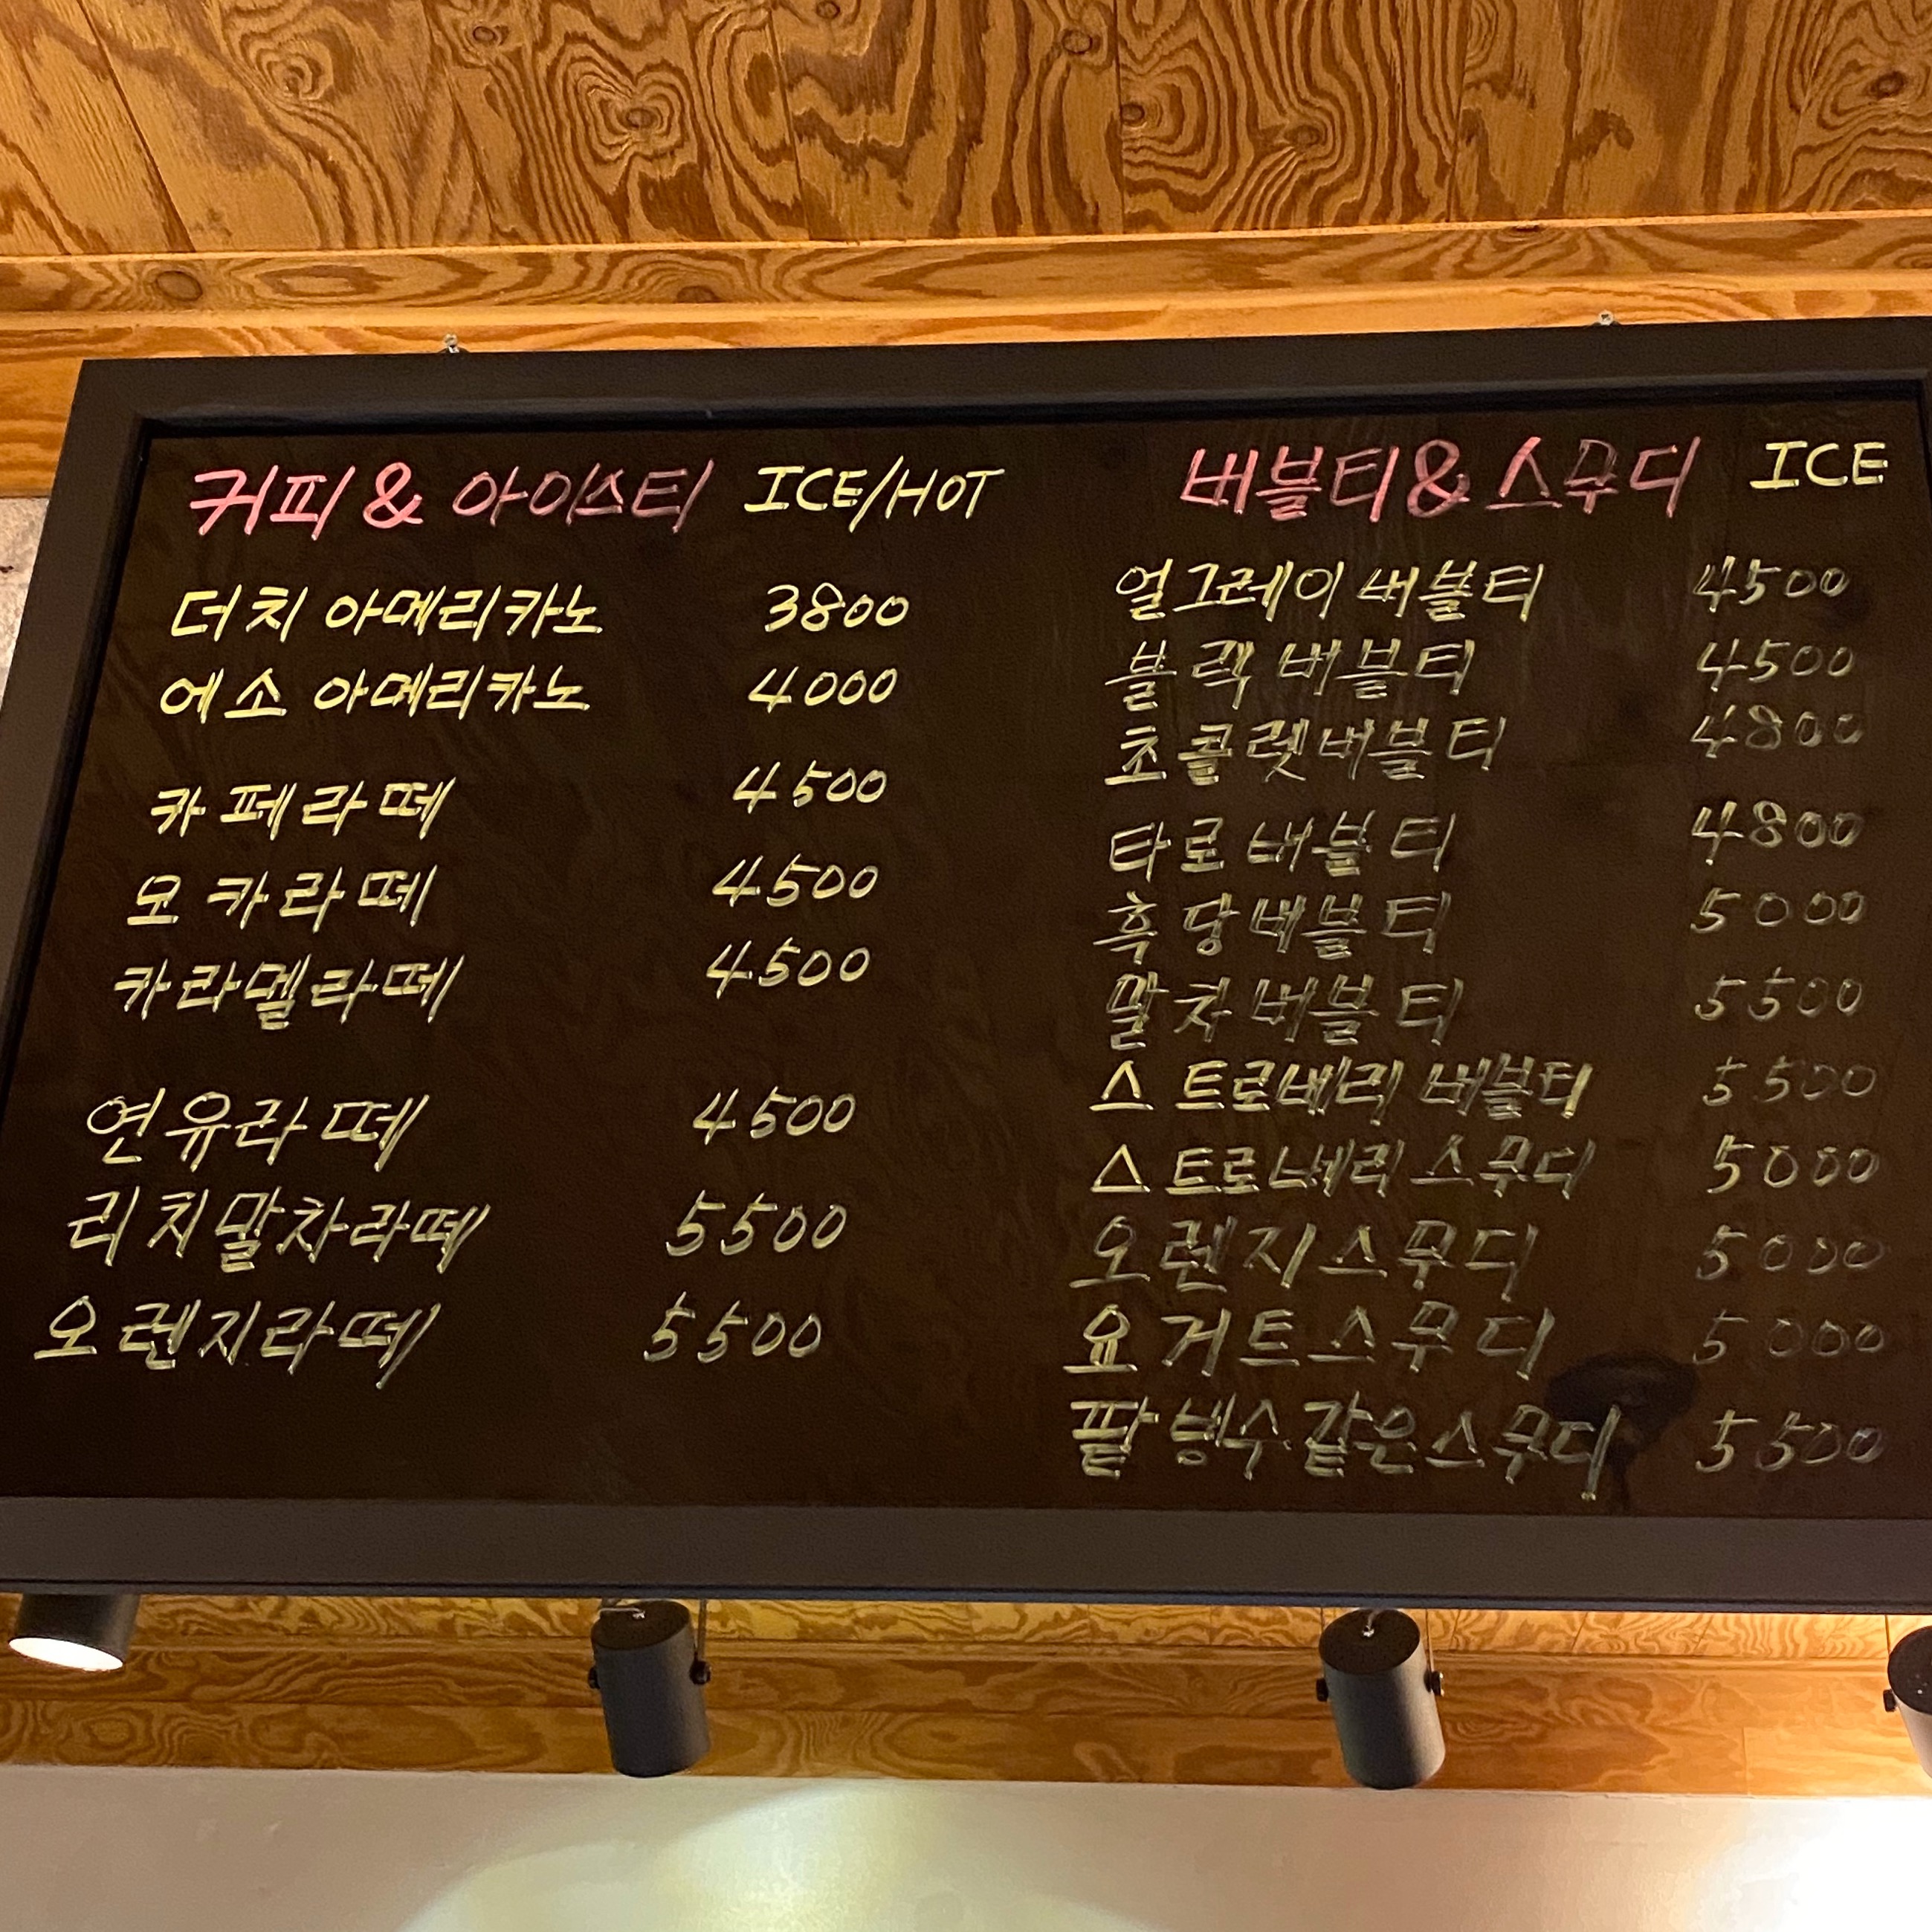 커피 & 아이스티 ICE/HOT
더치 아메리카노 3800
에소 아메리카노 4000
카페라떼 4500
모카라떼 4500
카라멜라떼 4500
연유라떼 4500
리치말차라떼 5500
오렌지라떼 5500
버블티 & 스무디 ICE
얼그레이 버블티 4500
블랙 버블티 4500
초콜렛버블티 4800
타로버블티 4800
흑당버블티 5000
말차버블티 5500
스트로베리 버블티 5500
스트로베리스무디 5000
오렌지스무디 5000
요거트스무디 5000
팥빙수같은스무디 5500